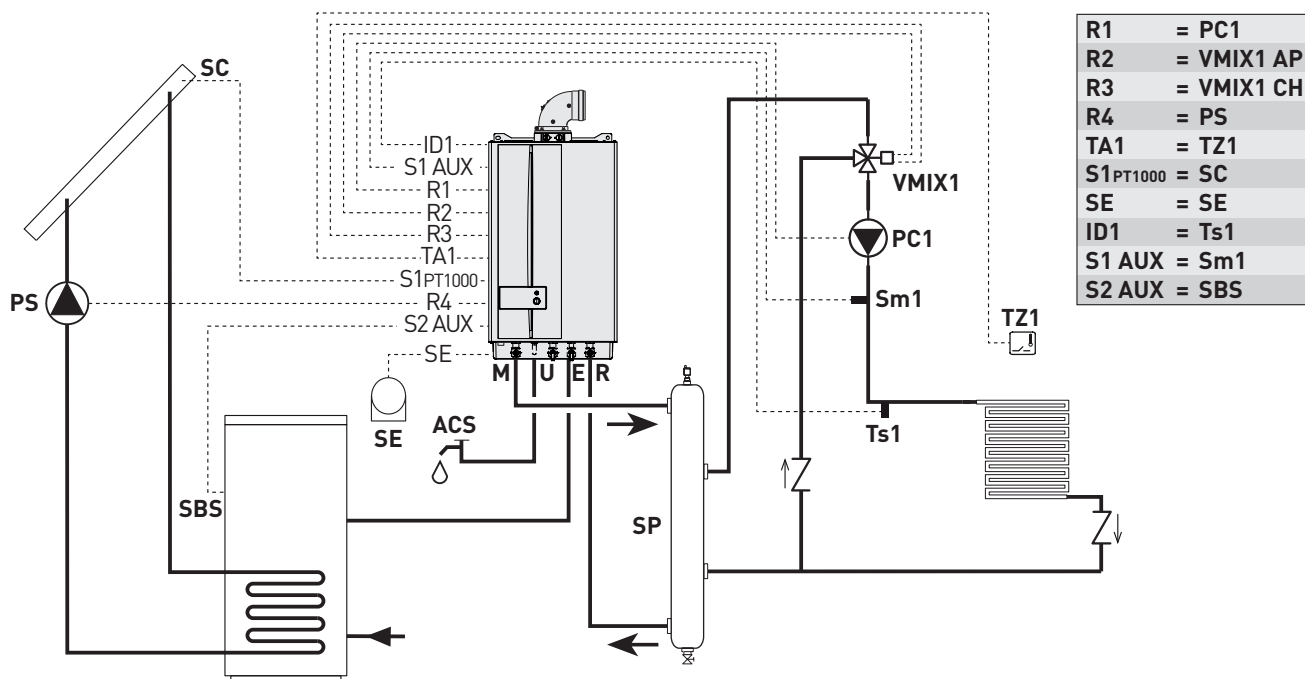 SC
ID1
S1 AUX
R1
R2
R3
TA1
S1PT1000
R4
S2 AUX
SE
PS
M U E R
SE
ACS
SBS
SP
VMIX1
PC1
Sm1
TZ1
Ts1
R1 = PC1
R2 = VMIX1 AP
R3 = VMIX1 CH
R4 = PS
TA1 = TZ1
S1PT1000 = SC
SE = SE
ID1 = Ts1
S1 AUX = Sm1
S2 AUX = SBS